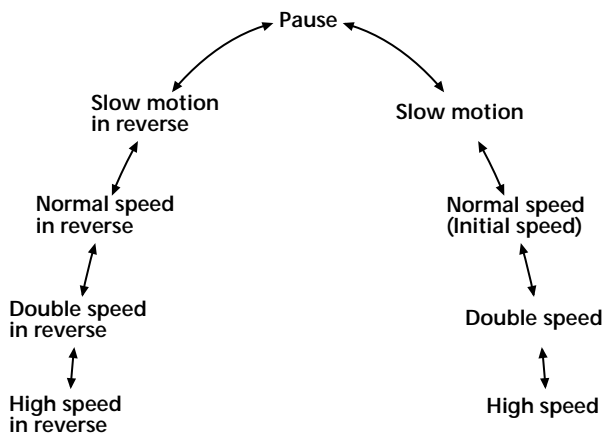 Pause
Slow motion
in reverse
Slow motion
Normal speed
in reverse
Normal speed
(Initial speed)
Double speed
in reverse
Double speed
High speed
in reverse
High speed